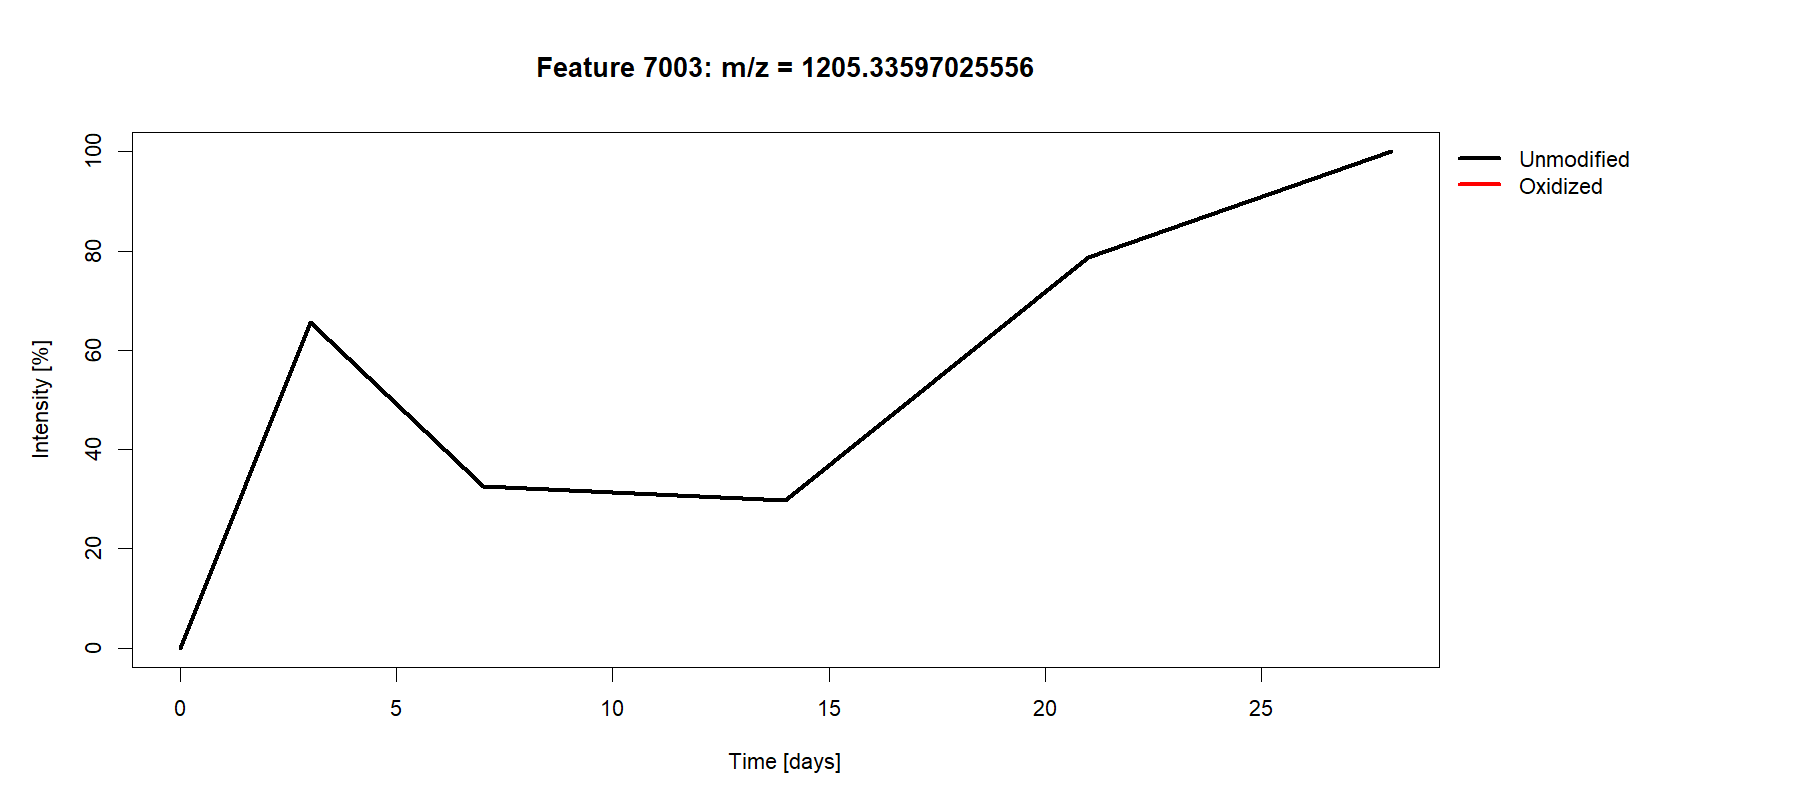 Feature 7003: m/z = 1205.33597025556
Unmodified
Oxidized
Intensity [%]
100
80
60
40
20
0
0 5 10 15 20 25
Time [days]